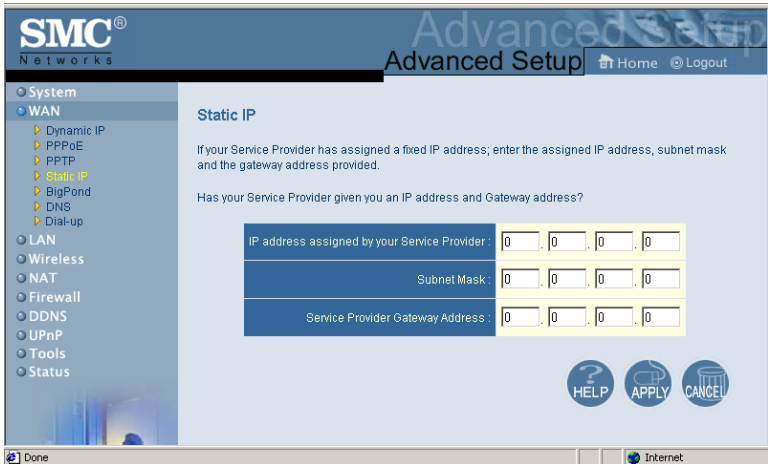 SMC®
Networks
Advanced Setup
Advanced Setup
Home
Logout
System
WAN
Dynamic IP
PPPoE
PPTP
Static IP
BigPond
DNS
Dial-up
LAN
Wireless
NAT
Firewall
DDNS
UPnP
Tools
Status
Static IP
If your Service Provider has assigned a fixed IP address; enter the assigned IP address, subnet mask
and the gateway address provided.
Has your Service Provider given you an IP address and Gateway address?
IP address assigned by your Service Provider : 0 . 0 . 0 . 0
Subnet Mask : 0 . 0 . 0 . 0
Service Provider Gateway Address : 0 . 0 . 0 . 0
HELP
APPLY
CANCEL
Done
Internet